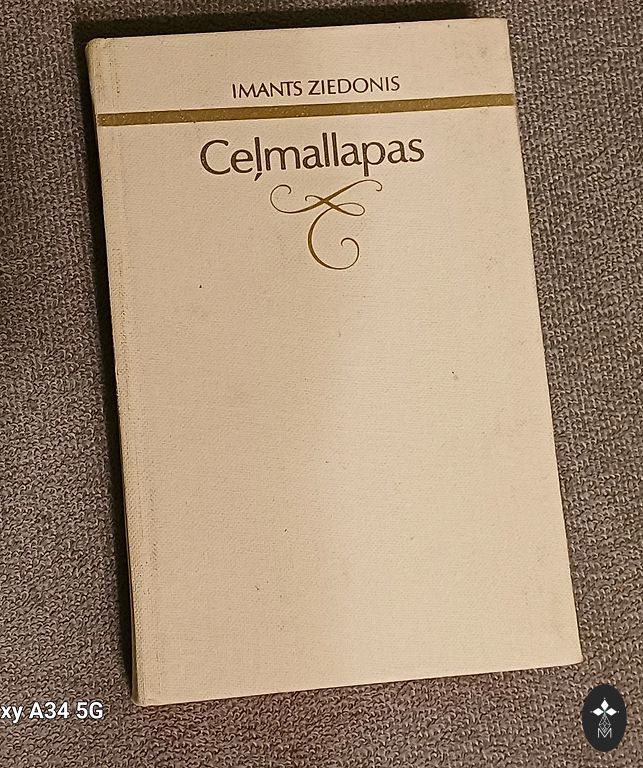 IMANTS ZIEDONIS
Ceļmallapas
xy A34 5G
M